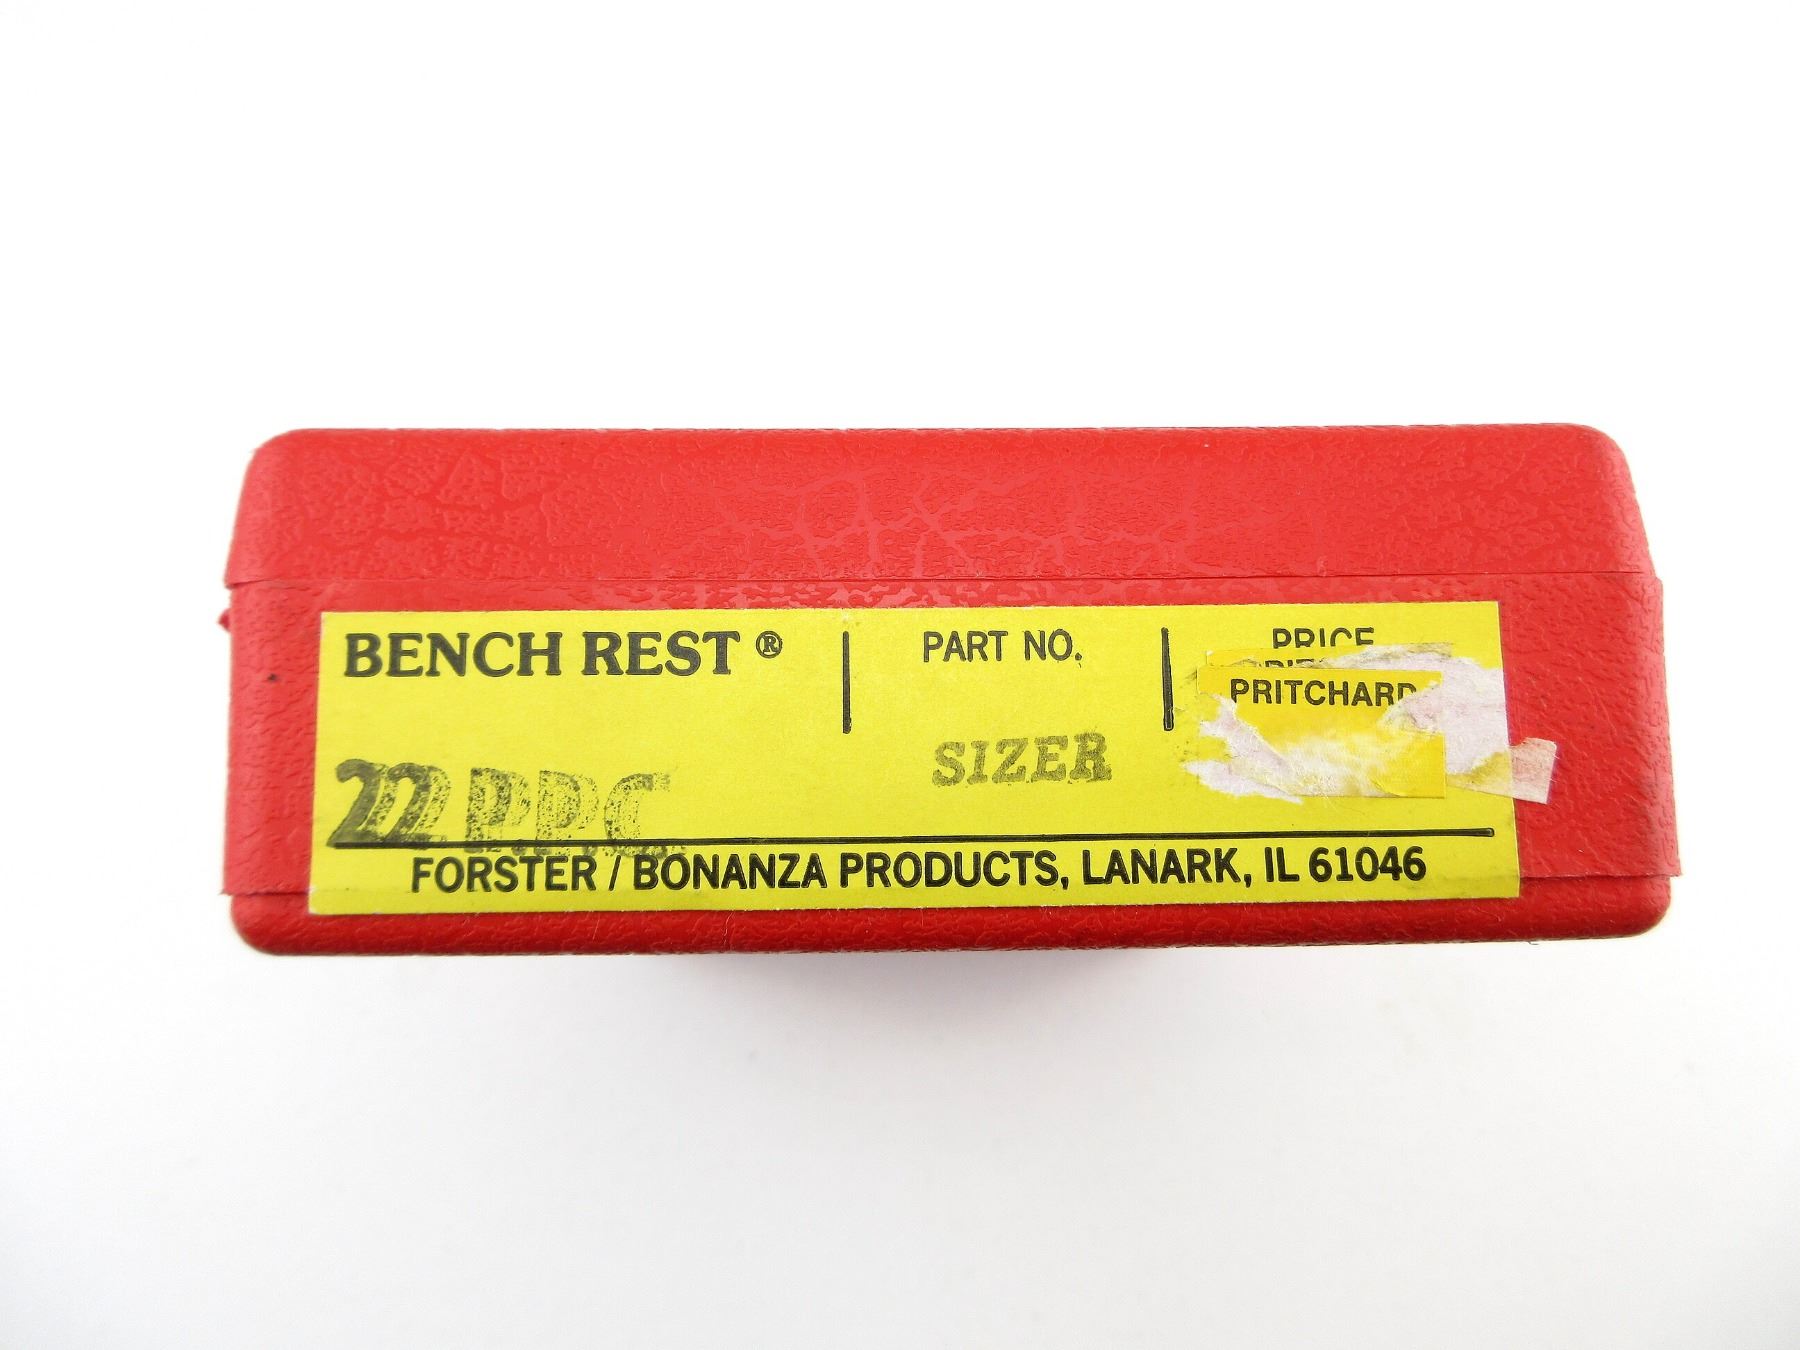 BENCH REST ®
PART NO.
PRICE
PRITCHARD
SIZER
22 PPC
FORSTER / BONANZA PRODUCTS, LANARK, IL 61046